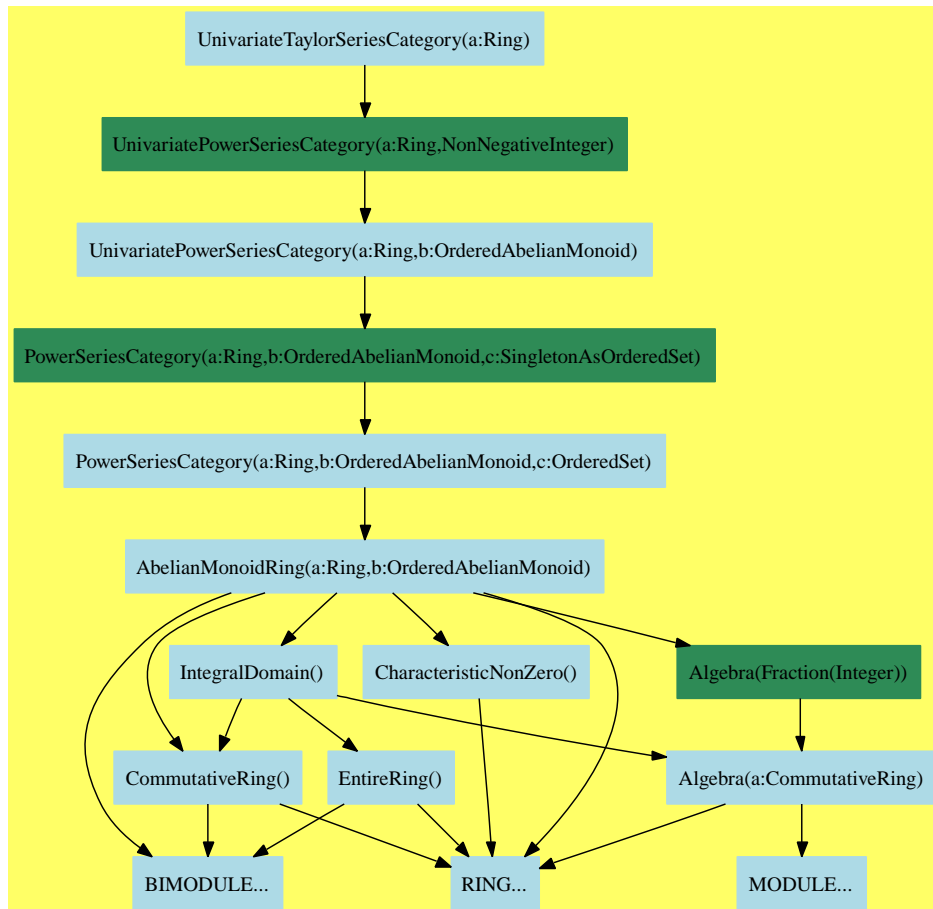 UnivariateTaylorSeriesCategory(a:Ring)
UnivariatePowerSeriesCategory(a:Ring,NonNegativeInteger)
UnivariatePowerSeriesCategory(a:Ring,b:OrderedAbelianMonoid)
PowerSeriesCategory(a:Ring,b:OrderedAbelianMonoid,c:SingletonAsOrderedSet)
PowerSeriesCategory(a:Ring,b:OrderedAbelianMonoid,c:OrderedSet)
AbelianMonoidRing(a:Ring,b:OrderedAbelianMonoid)
IntegralDomain()
CharacteristicNonZero()
Algebra(Fraction(Integer))
CommutativeRing()
EntireRing()
Algebra(a:CommutativeRing)
BIMODULE...
RING...
MODULE...